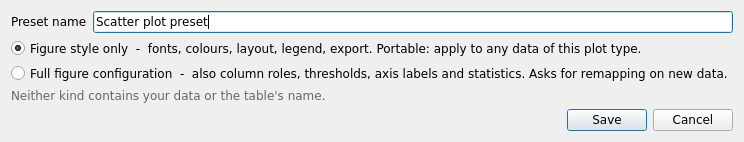 Preset name Scatter plot preset
Figure style only - fonts, colours, layout, legend, export. Portable: apply to any data of this plot type.
Full figure configuration - also column roles, thresholds, axis labels and statistics. Asks for remapping on new data.
Neither kind contains your data or the table's name.
Save Cancel